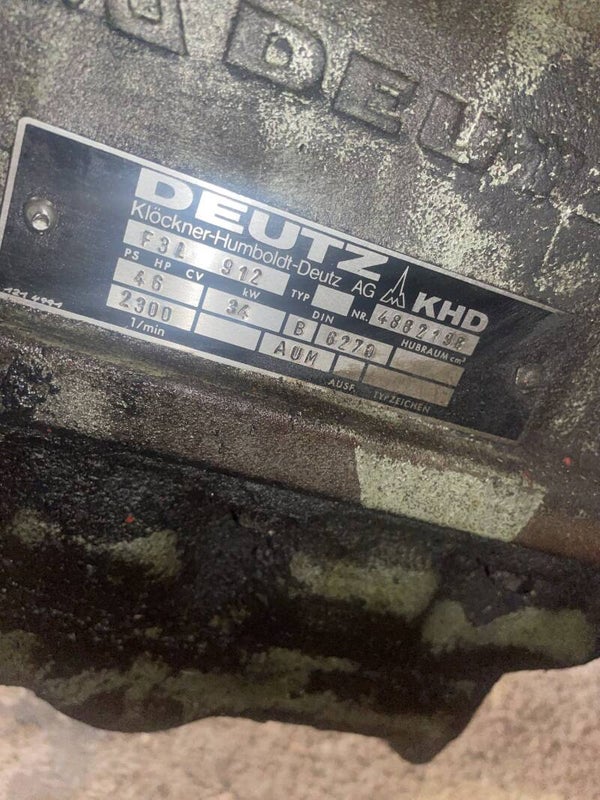 DEUTZ
DEUTZ
Klöckner-Humboldt-Deutz AG KHD
F3L 912 TYP NR.
PS HP CV kW DIN HUBRAUM cm³
46 34 B 6270
2300 AUM
1/min AUSF. TYPZEICHEN